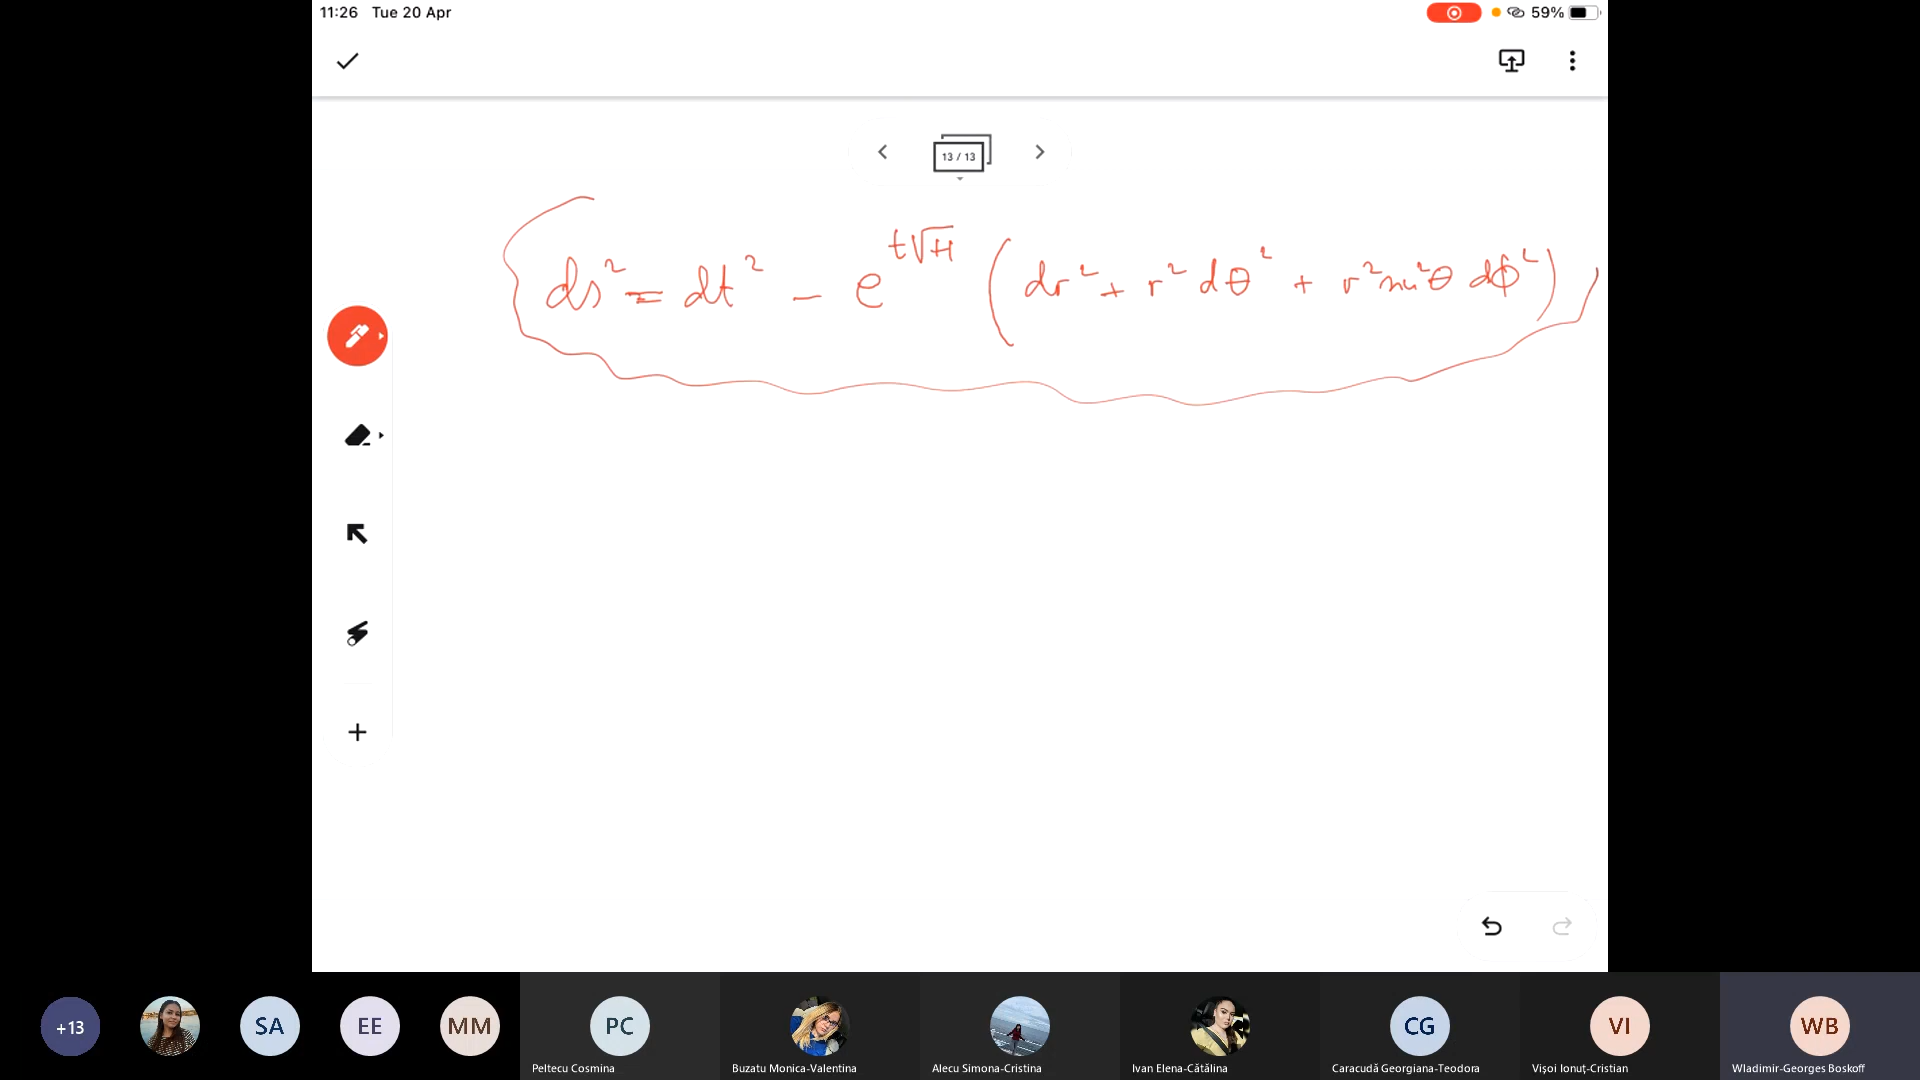 11:26 Tue 20 Apr 59%
13 / 13
ds² = dt² - e^{t√H} (dr² + r² dθ² + r² sin²θ dϕ²)
+13 SA EE MM PC CG VI WB
Peltecu Cosmina Buzatu Monica-Valentina Alecu Simona-Cristina Ivan Elena-Cătălina Caracudă Georgiana-Teodora Vișoi Ionuț-Cristian Wladimir-Georges Boskoff